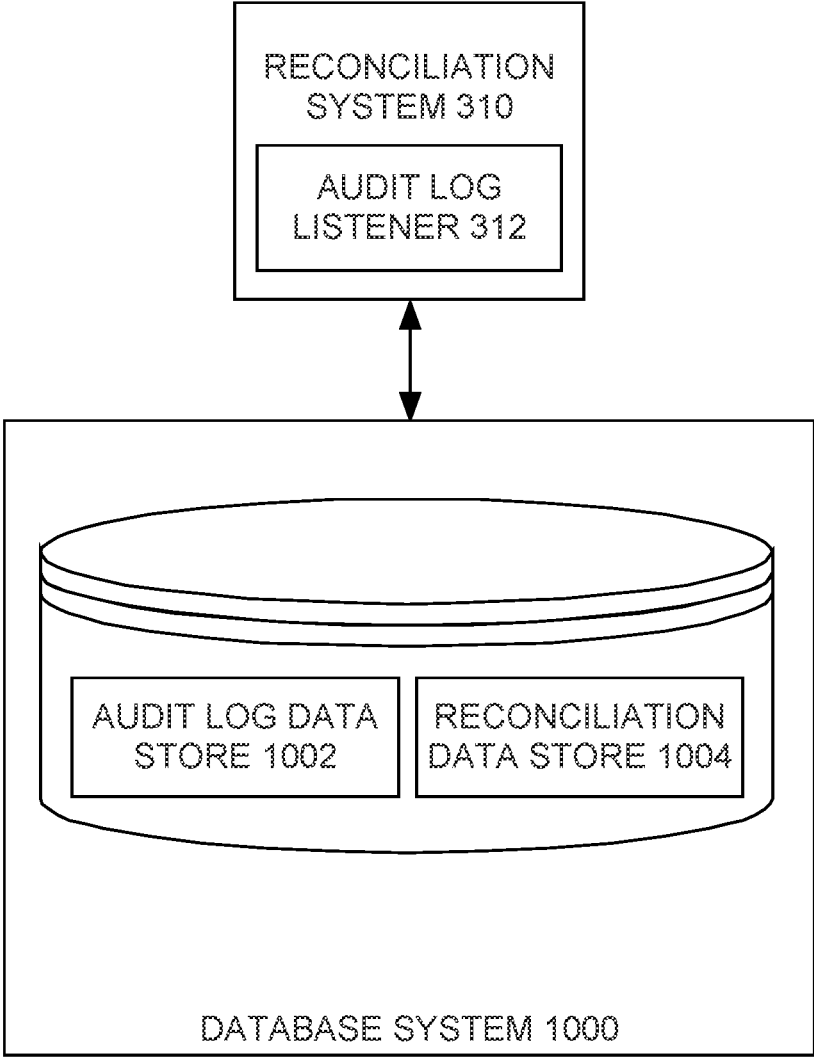 RECONCILIATION
SYSTEM 310
AUDIT LOG
LISTENER 312
AUDIT LOG DATA
STORE 1002
RECONCILIATION
DATA STORE 1004
DATABASE SYSTEM 1000